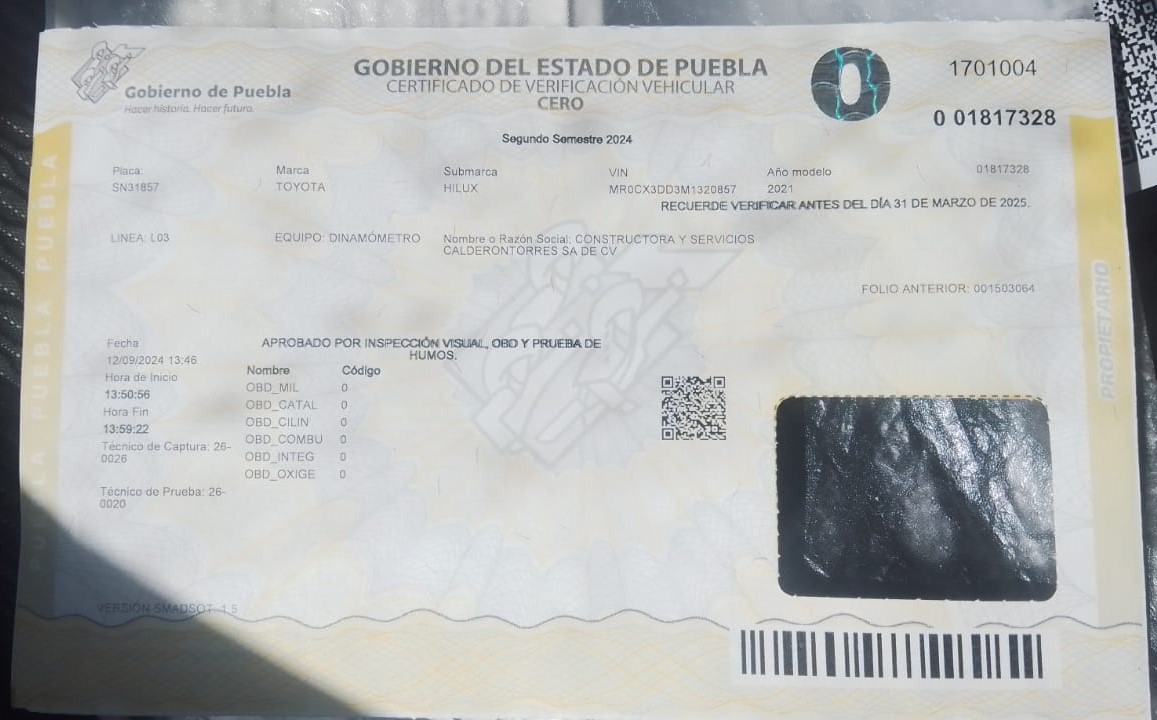 Gobierno de Puebla
Hacer historia. Hacer futuro.
GOBIERNO DEL ESTADO DE PUEBLA
CERTIFICADO DE VERIFICACIÓN VEHICULAR
CERO
0
1701004
0 01817328
Segundo Semestre 2024
Placa: Marca Submarca VIN Año modelo 01817328
SN31857 TOYOTA HILUX MR0CX3DD3M1320857 2021
RECUERDE VERIFICAR ANTES DEL DÍA 31 DE MARZO DE 2025.
LINEA: L03 EQUIPO: DINAMÓMETRO Nombre o Razón Social: CONSTRUCTORA Y SERVICIOS
CALDERONTORRES SA DE CV
FOLIO ANTERIOR: 001503064
Fecha
12/09/2024 13:46
Hora de Inicio
13:50:56
Hora Fin
13:59:22
Técnico de Captura: 26-
0026
Técnico de Prueba: 26-
0020
APROBADO POR INSPECCIÓN VISUAL, OBD Y PRUEBA DE
HUMOS.
Nombre Código
OBD_MIL 0
OBD_CATAL 0
OBD_CILIN 0
OBD_COMBU 0
OBD_INTEG 0
OBD_OXIGE 0
VERSIÓN SMADSOT 1.5
PROPIETARIO
PUEBLA PUEBLA PUEBLA PUEBLA